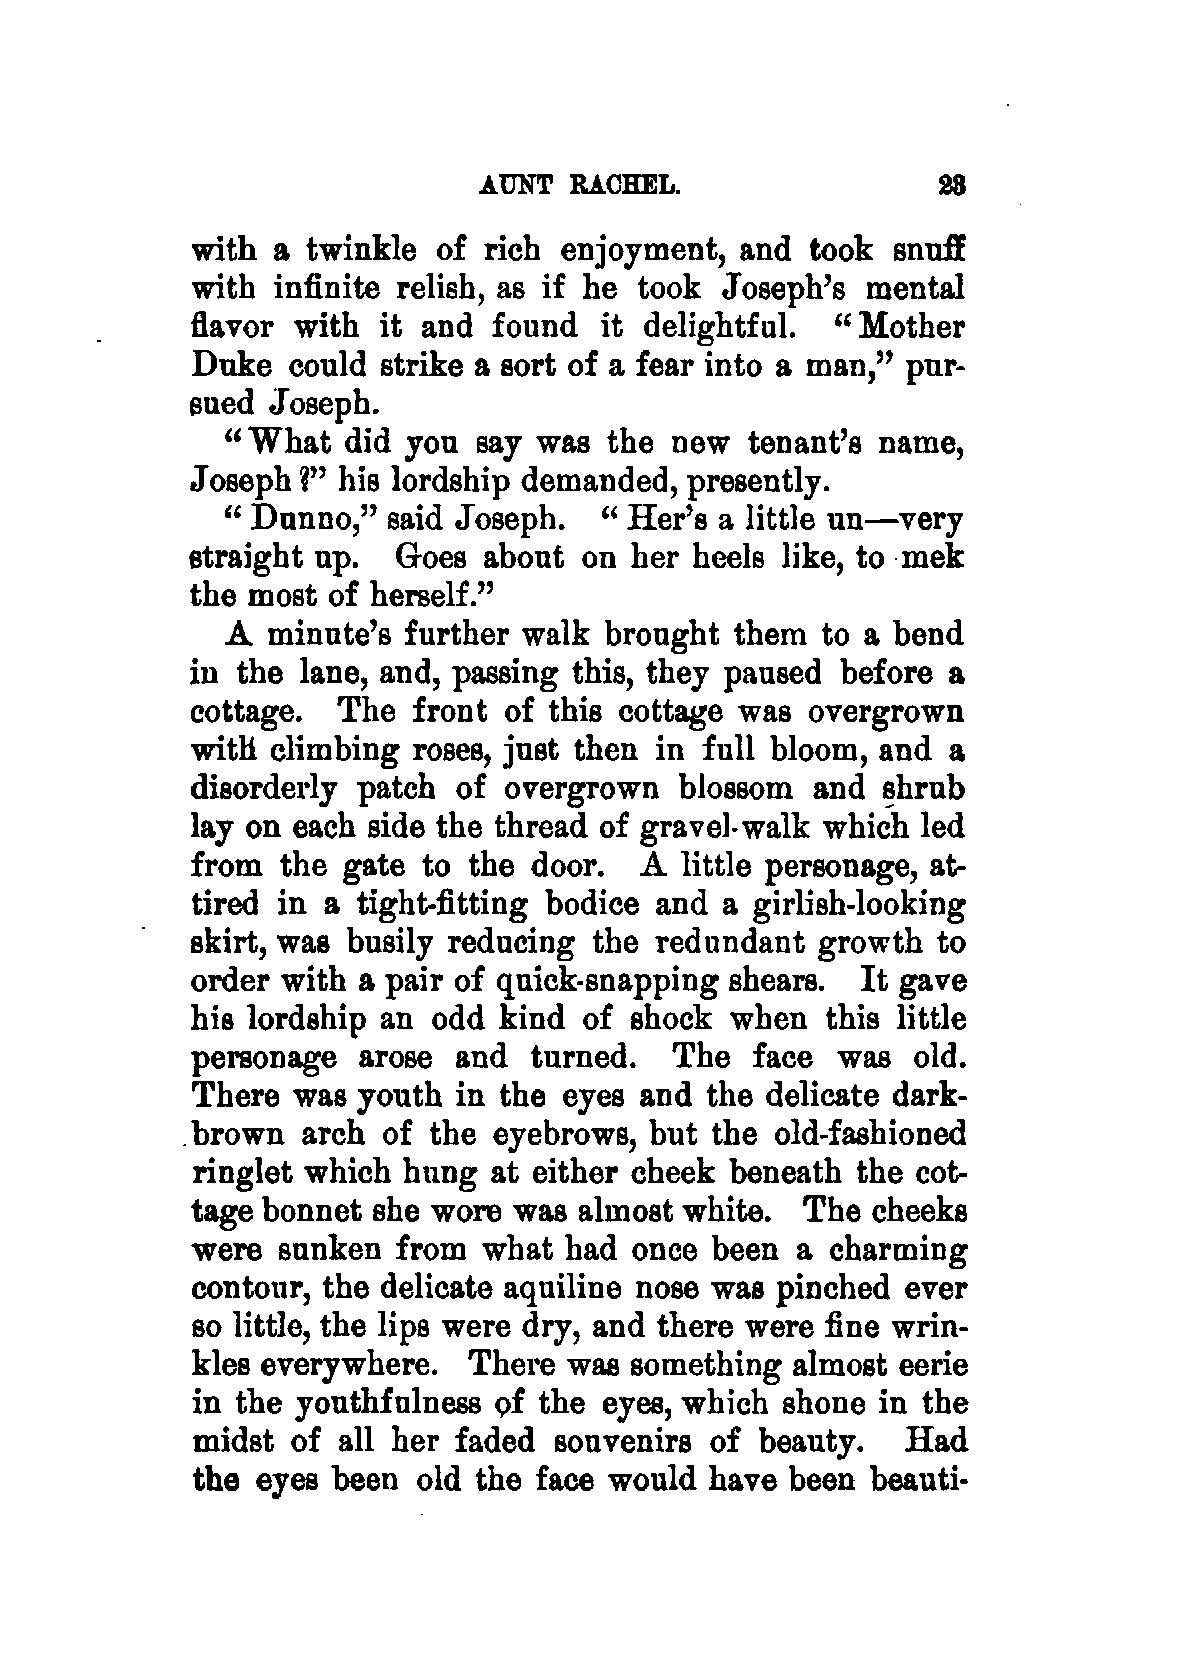 AUNT RACHEL. 23
with a twinkle of rich enjoyment, and took snuff
with infinite relish, as if he took Joseph's mental
flavor with it and found it delightful. "Mother
Duke could strike a sort of a fear into a man," pur-
sued Joseph.
"What did you say was the new tenant's name,
Joseph?" his lordship demanded, presently.
"Dunno," said Joseph. "Her's a little un—very
straight up. Goes about on her heels like, to mek
the most of herself."
A minute's further walk brought them to a bend
in the lane, and, passing this, they paused before a
cottage. The front of this cottage was overgrown
with climbing roses, just then in full bloom, and a
disorderly patch of overgrown blossom and shrub
lay on each side the thread of gravel-walk which led
from the gate to the door. A little personage, at-
tired in a tight-fitting bodice and a girlish-looking
skirt, was busily reducing the redundant growth to
order with a pair of quick-snapping shears. It gave
his lordship an odd kind of shock when this little
personage arose and turned. The face was old.
There was youth in the eyes and the delicate dark-
brown arch of the eyebrows, but the old-fashioned
ringlet which hung at either cheek beneath the cot-
tage bonnet she wore was almost white. The cheeks
were sunken from what had once been a charming
contour, the delicate aquiline nose was pinched ever
so little, the lips were dry, and there were fine wrin-
kles everywhere. There was something almost eerie
in the youthfulness of the eyes, which shone in the
midst of all her faded souvenirs of beauty. Had
the eyes been old the face would have been beauti-